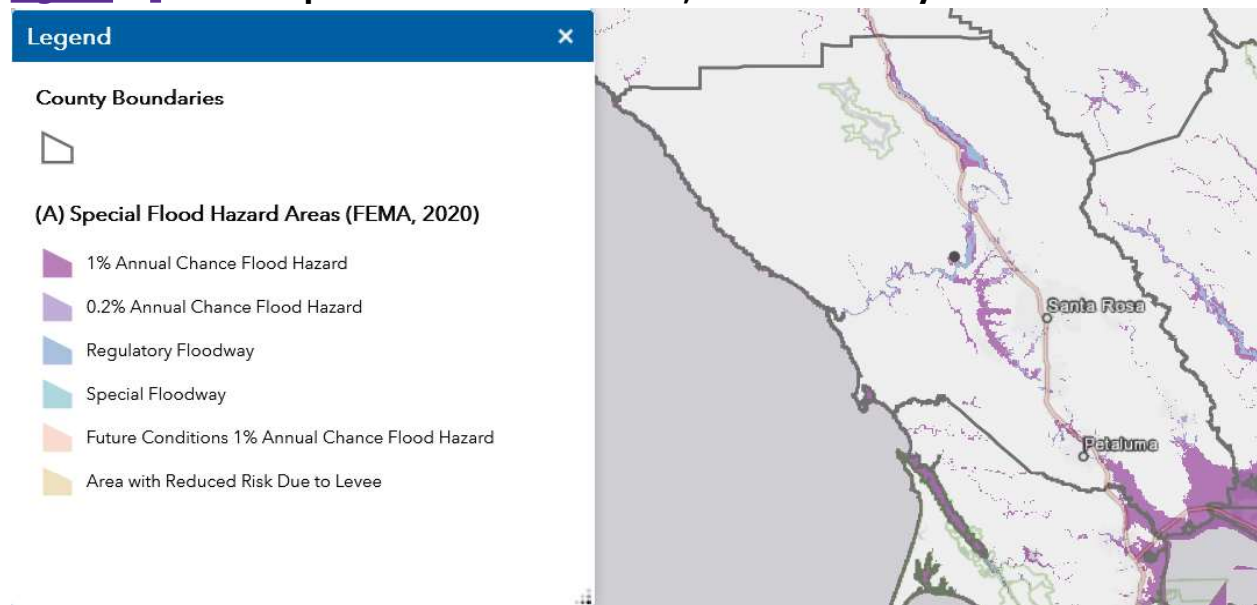 Legend
County Boundaries
(A) Special Flood Hazard Areas (FEMA, 2020)
1% Annual Chance Flood Hazard
0.2% Annual Chance Flood Hazard
Regulatory Floodway
Special Floodway
Future Conditions 1% Annual Chance Flood Hazard
Area with Reduced Risk Due to Levee
Santa Rosa
Petaluma